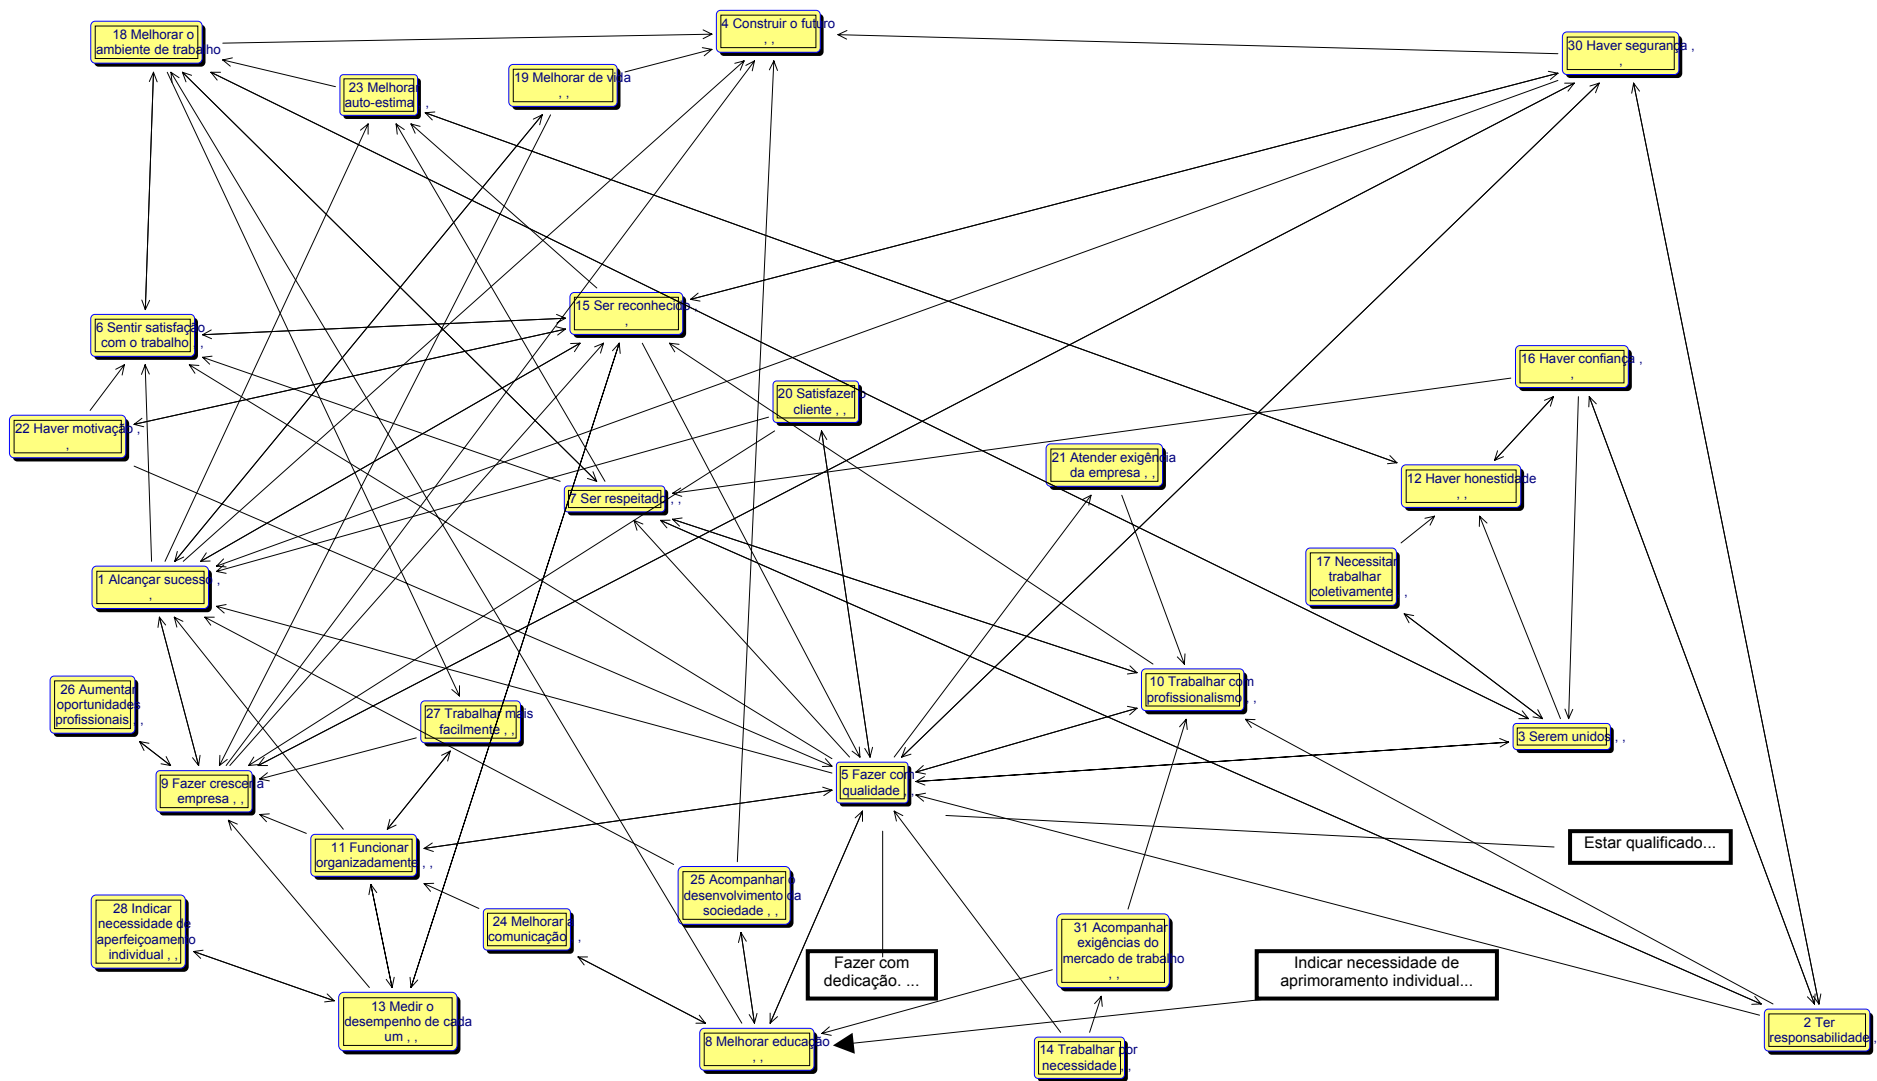 18 Melhorar o
ambiente de trabalho
4 Construir o futuro
, ,
30 Haver segurança ,
,
23 Melhorar
auto-estima , ,
19 Melhorar de vida
, ,
6 Sentir satisfação
com o trabalho , ,
15 Ser reconhecido ,
,
16 Haver confiança ,
,
20 Satisfazer o
cliente , ,
22 Haver motivação ,
,
21 Atender exigência
da empresa , ,
12 Haver honestidade
, ,
7 Ser respeitado , ,
17 Necessitar
trabalhar
coletivamente , ,
1 Alcançar sucesso ,
,
26 Aumentar
oportunidades
profissionais , ,
10 Trabalhar com
profissionalismo , ,
27 Trabalhar mais
facilmente , ,
3 Serem unidos , ,
9 Fazer crescer a
empresa , ,
5 Fazer com
qualidade , ,
11 Funcionar
organizadamente , ,
Estar qualificado...
25 Acompanhar o
desenvolvimento da
sociedade , ,
28 Indicar
necessidade de
aperfeiçoamento
individual , ,
24 Melhorar a
comunicação , ,
31 Acompanhar
exigências do
mercado de trabalho
, ,
Fazer com
dedicação. ...
Indicar necessidade de
aprimoramento individual...
13 Medir o
desempenho de cada
um , ,
8 Melhorar educação
, ,
14 Trabalhar por
necessidade , ,
2 Ter
responsabilidade , ,